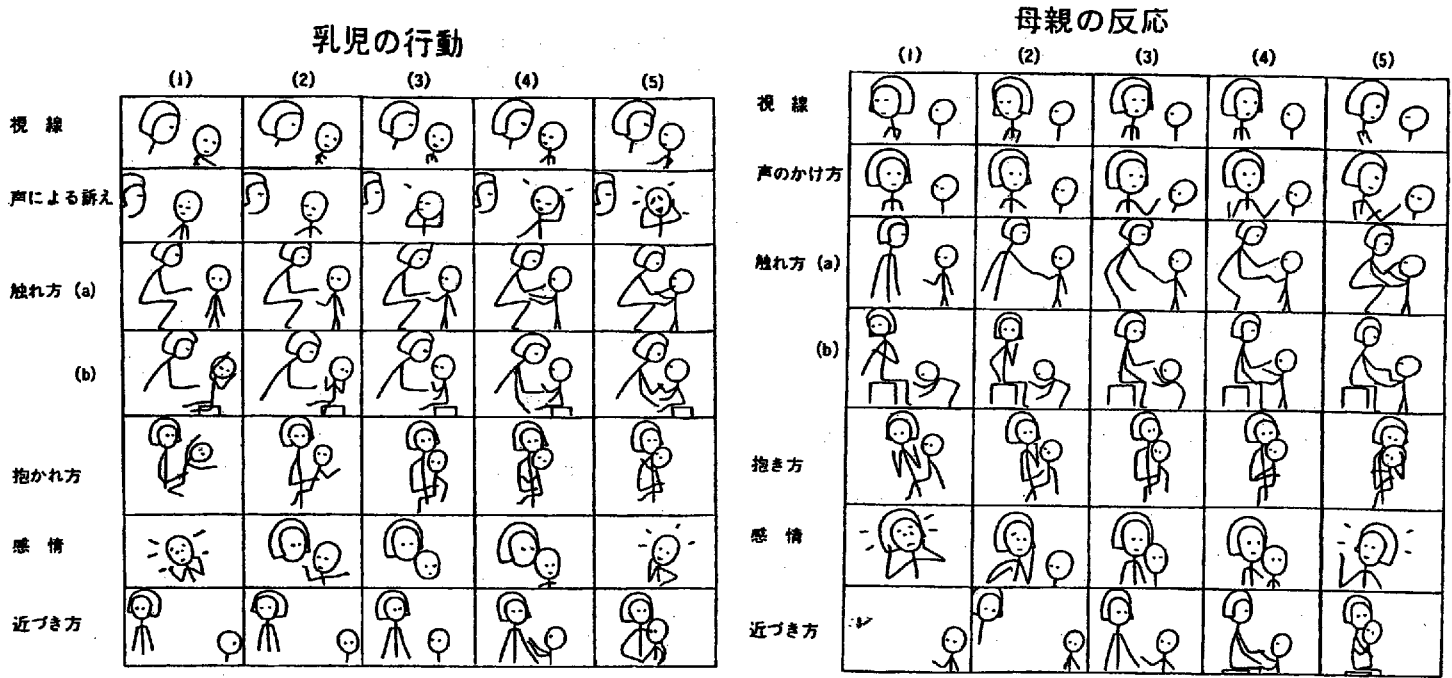 乳児の行動
(1) (2) (3) (4) (5)
視線
声による訴え
触れ方 (a)
(b)
抱かれ方
感情
近づき方
母親の反応
(1) (2) (3) (4) (5)
視線
声のかけ方
触れ方 (a)
(b)
抱き方
感情
近づき方